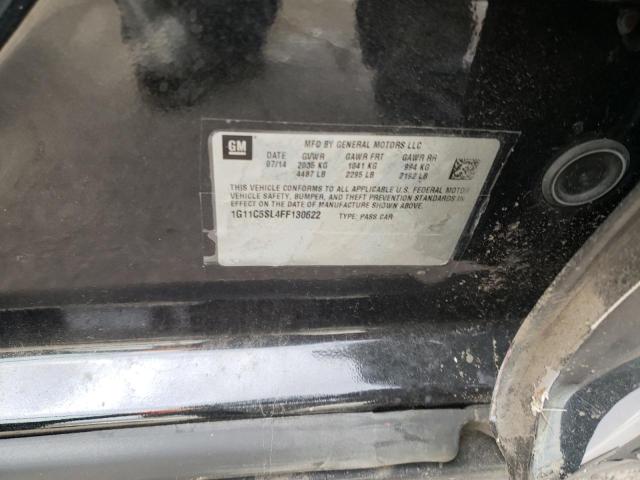 GM
MFD BY GENERAL MOTORS LLC
DATE GVWR GAWR FRT GAWR RR
07/14 2035 KG 1041 KG 994 KG
4487 LB 2295 LB 2192 LB
THIS VEHICLE CONFORMS TO ALL APPLICABLE U.S. FEDERAL MOTOR
VEHICLE SAFETY, BUMPER, AND THEFT PREVENTION STANDARDS IN
EFFECT ON THE DATE OF MANUFACTURE SHOWN ABOVE.
1G11C5SL4FF130622 TYPE: PASS CAR